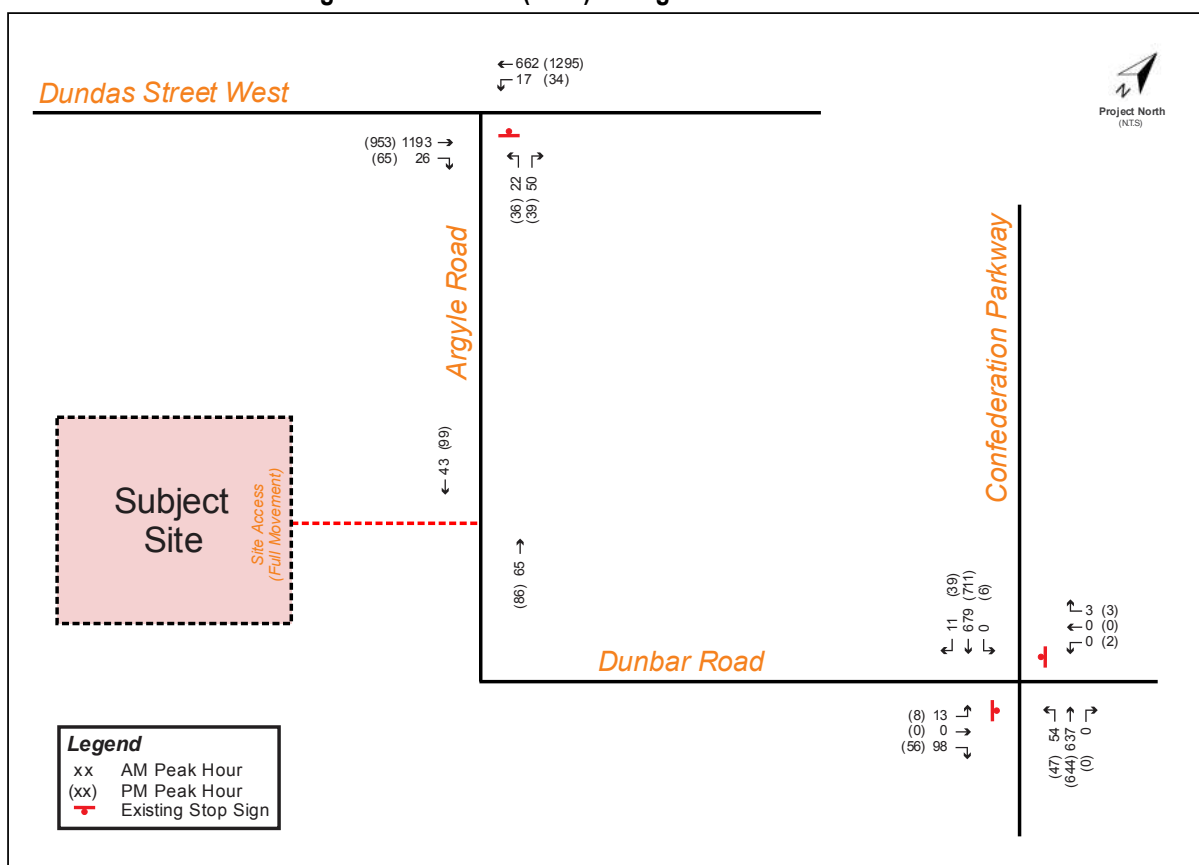 ←662 (1295)
17 (34)
Dundas Street West
N
Project North
(N.T.S)
(953) 1193 →
(65) 26
(36) 22
(39) 50
Argyle Road
Confederation Parkway
← 43 (99)
Subject
Site
Site Access
(Full Movement)
(86) 65 →
11 (39)
←679 (711)
0 (6)
3 (3)
←0 (0)
0 (2)
Dunbar Road
(8) 13
(0) 0 →
(56) 98
(47) 54
(644) 637 →
(0) 0
Legend
xx AM Peak Hour
(xx) PM Peak Hour
Existing Stop Sign